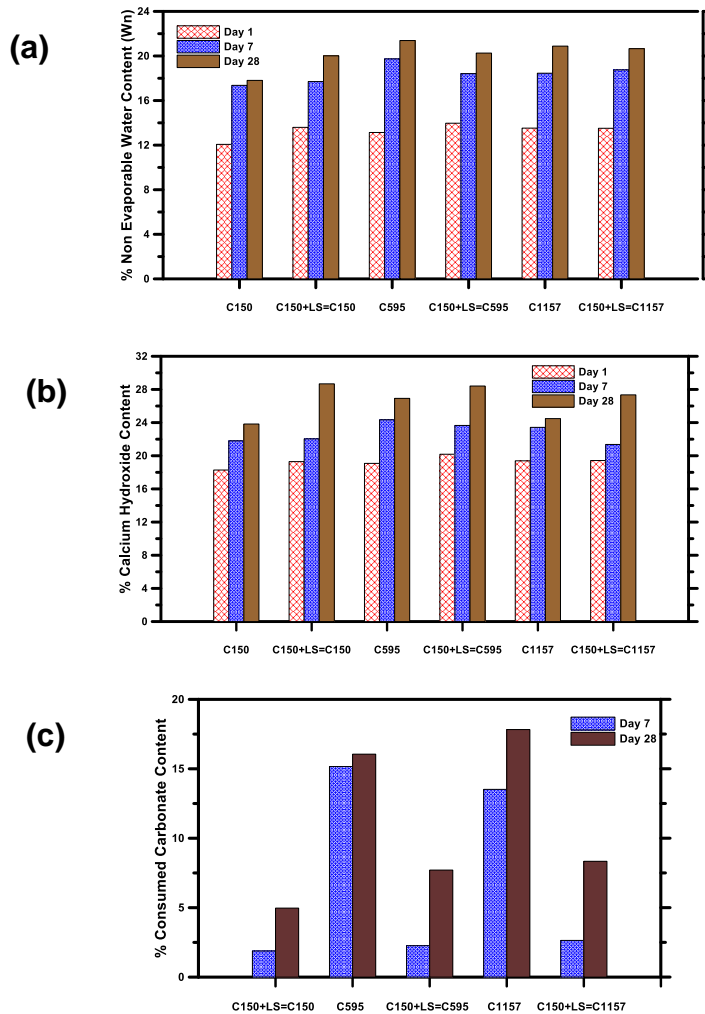 (a)
% Non Evaporable Water Content (Wn)
24
20
16
12
8
4
0
Day 1
Day 7
Day 28
C150 C150+LS=C150 C595 C150+LS=C595 C1157 C150+LS=C1157
(b)
% Calcium Hydroxide Content
32
28
24
20
16
12
8
4
0
Day 1
Day 7
Day 28
C150 C150+LS=C150 C595 C150+LS=C595 C1157 C150+LS=C1157
(c)
% Consumed Carbonate Content
20
15
10
5
0
Day 7
Day 28
C150+LS=C150 C595 C150+LS=C595 C1157 C150+LS=C1157